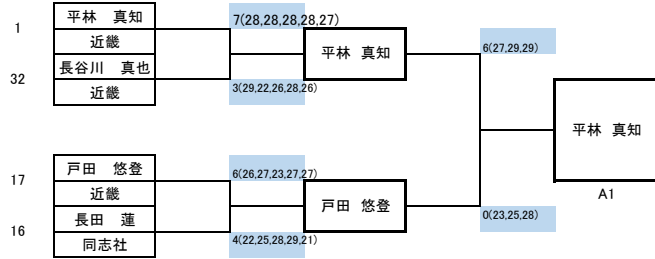 1
平林 真知
近畿
7(28,28,28,28,27)
32
長谷川 真也
近畿
3(29,22,26,28,26)
平林 真知
6(27,29,29)
17
戸田 悠登
近畿
6(26,27,23,27,27)
16
長田 蓮
同志社
4(22,25,28,29,21)
戸田 悠登
0(23,25,28)
平林 真知
A1